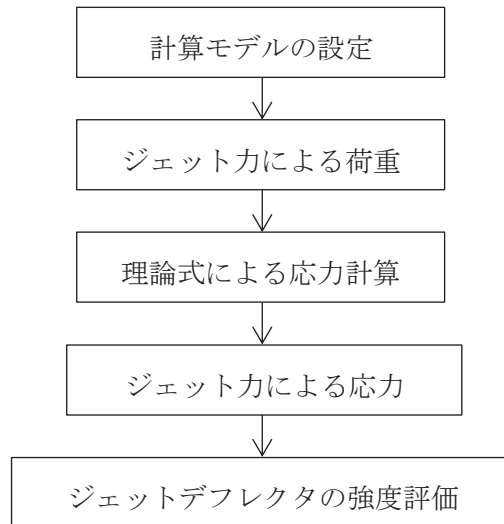 計算モデルの設定
ジェット力による荷重
理論式による応力計算
ジェット力による応力
ジェットデフレクタの強度評価